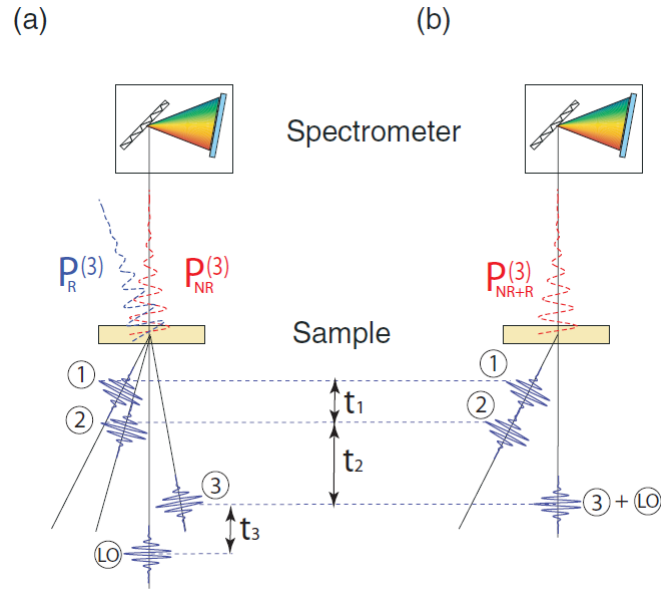 (a)
(b)
Spectrometer
P_R^(3)
P_NR^(3)
P_NR+R^(3)
Sample
①
①
t₁
②
②
t₂
③
③ + LO
t₃
LO